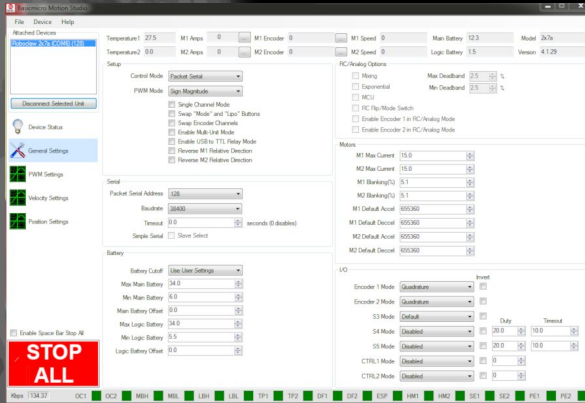 Basicmicro Motion Studio
File Device Help
Attached Devices
Roboclaw 2x7a [COM6] (128)
Disconnect Selected Unit
Device Status
General Settings
PWM Settings
Velocity Settings
Position Settings
Enable Space Bar Stop All
STOP
ALL
Temperature1 27.5 M1 Amps 0 ... M1 Encoder 0 ... M1 Speed 0 Main Battery 12.3 Model 2x7a
Temperature2 0.0 M2 Amps 0 ... M2 Encoder 0 ... M2 Speed 0 Logic Battery 1.5 Version 4.1.29
Setup
Control Mode Packet Serial
PWM Mode Sign Magnitude
Single Channel Mode
Swap "Mode" and "Lipo" Buttons
Swap Encoder Channels
Enable Multi-Unit Mode
Enable USB to TTL Relay Mode
Reverse M1 Relative Direction
Reverse M2 Relative Direction
Serial
Packet Serial Address 128
Baudrate 38400
Timeout 0.0 seconds (0 disables)
Simple Serial Slave Select
Battery
Battery Cutoff Use User Settings
Max Main Battery 34.0
Min Main Battery 6.0
Main Battery Offset 0.0
Max Logic Battery 34.0
Min Logic Battery 5.5
Logic Battery Offset 0.0
RC/Analog Options
Mixing Max Deadband 2.5 %
Exponential Min Deadband 2.5 %
MCU
RC Flip/Mode Switch
Enable Encoder 1 in RC/Analog Mode
Enable Encoder 2 in RC/Analog Mode
Motors
M1 Max Current 15.0
M2 Max Current 15.0
M1 Blanking(%) 5.1
M2 Blanking(%) 5.1
M1 Default Accel 655360
M1 Default Deccel 655360
M2 Default Accel 655360
M2 Default Deccel 655360
I/O
Invert
Encoder 1 Mode Quadrature
Encoder 2 Mode Quadrature
S3 Mode Default Duty Timeout
S4 Mode Disabled 20.0 10.0
S5 Mode Disabled 20.0 10.0
CTRL1 Mode Disabled 0
CTRL2 Mode Disabled 0
Kbps 134.37 OC1 OC2 MBH MBL LBH LBL TP1 TP2 DF1 DF2 ESP HM1 HM2 SE1 SE2 PE1 PE2